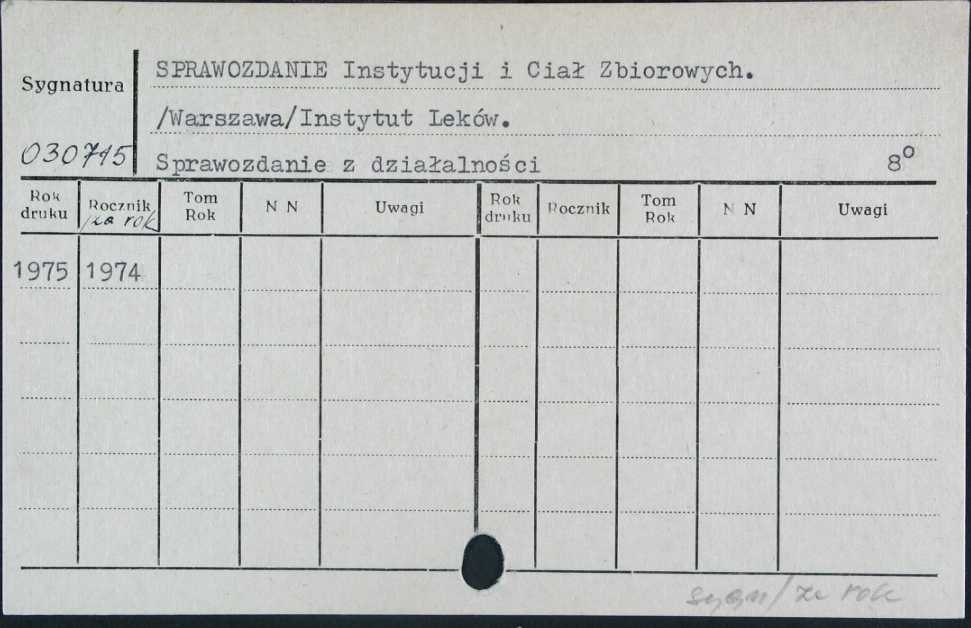 Sygnatura
030715
SPRAWOZDANIE Instytucji i Ciał Zbiorowych.
/Warszawa/Instytut Leków.
Sprawozdanie z działalności 8°
Rok druku Rocznik /za rok/ Tom Rok N N Uwagi Rok druku Rocznik Tom Rok N N Uwagi
1975 1974
sygn/ za rok